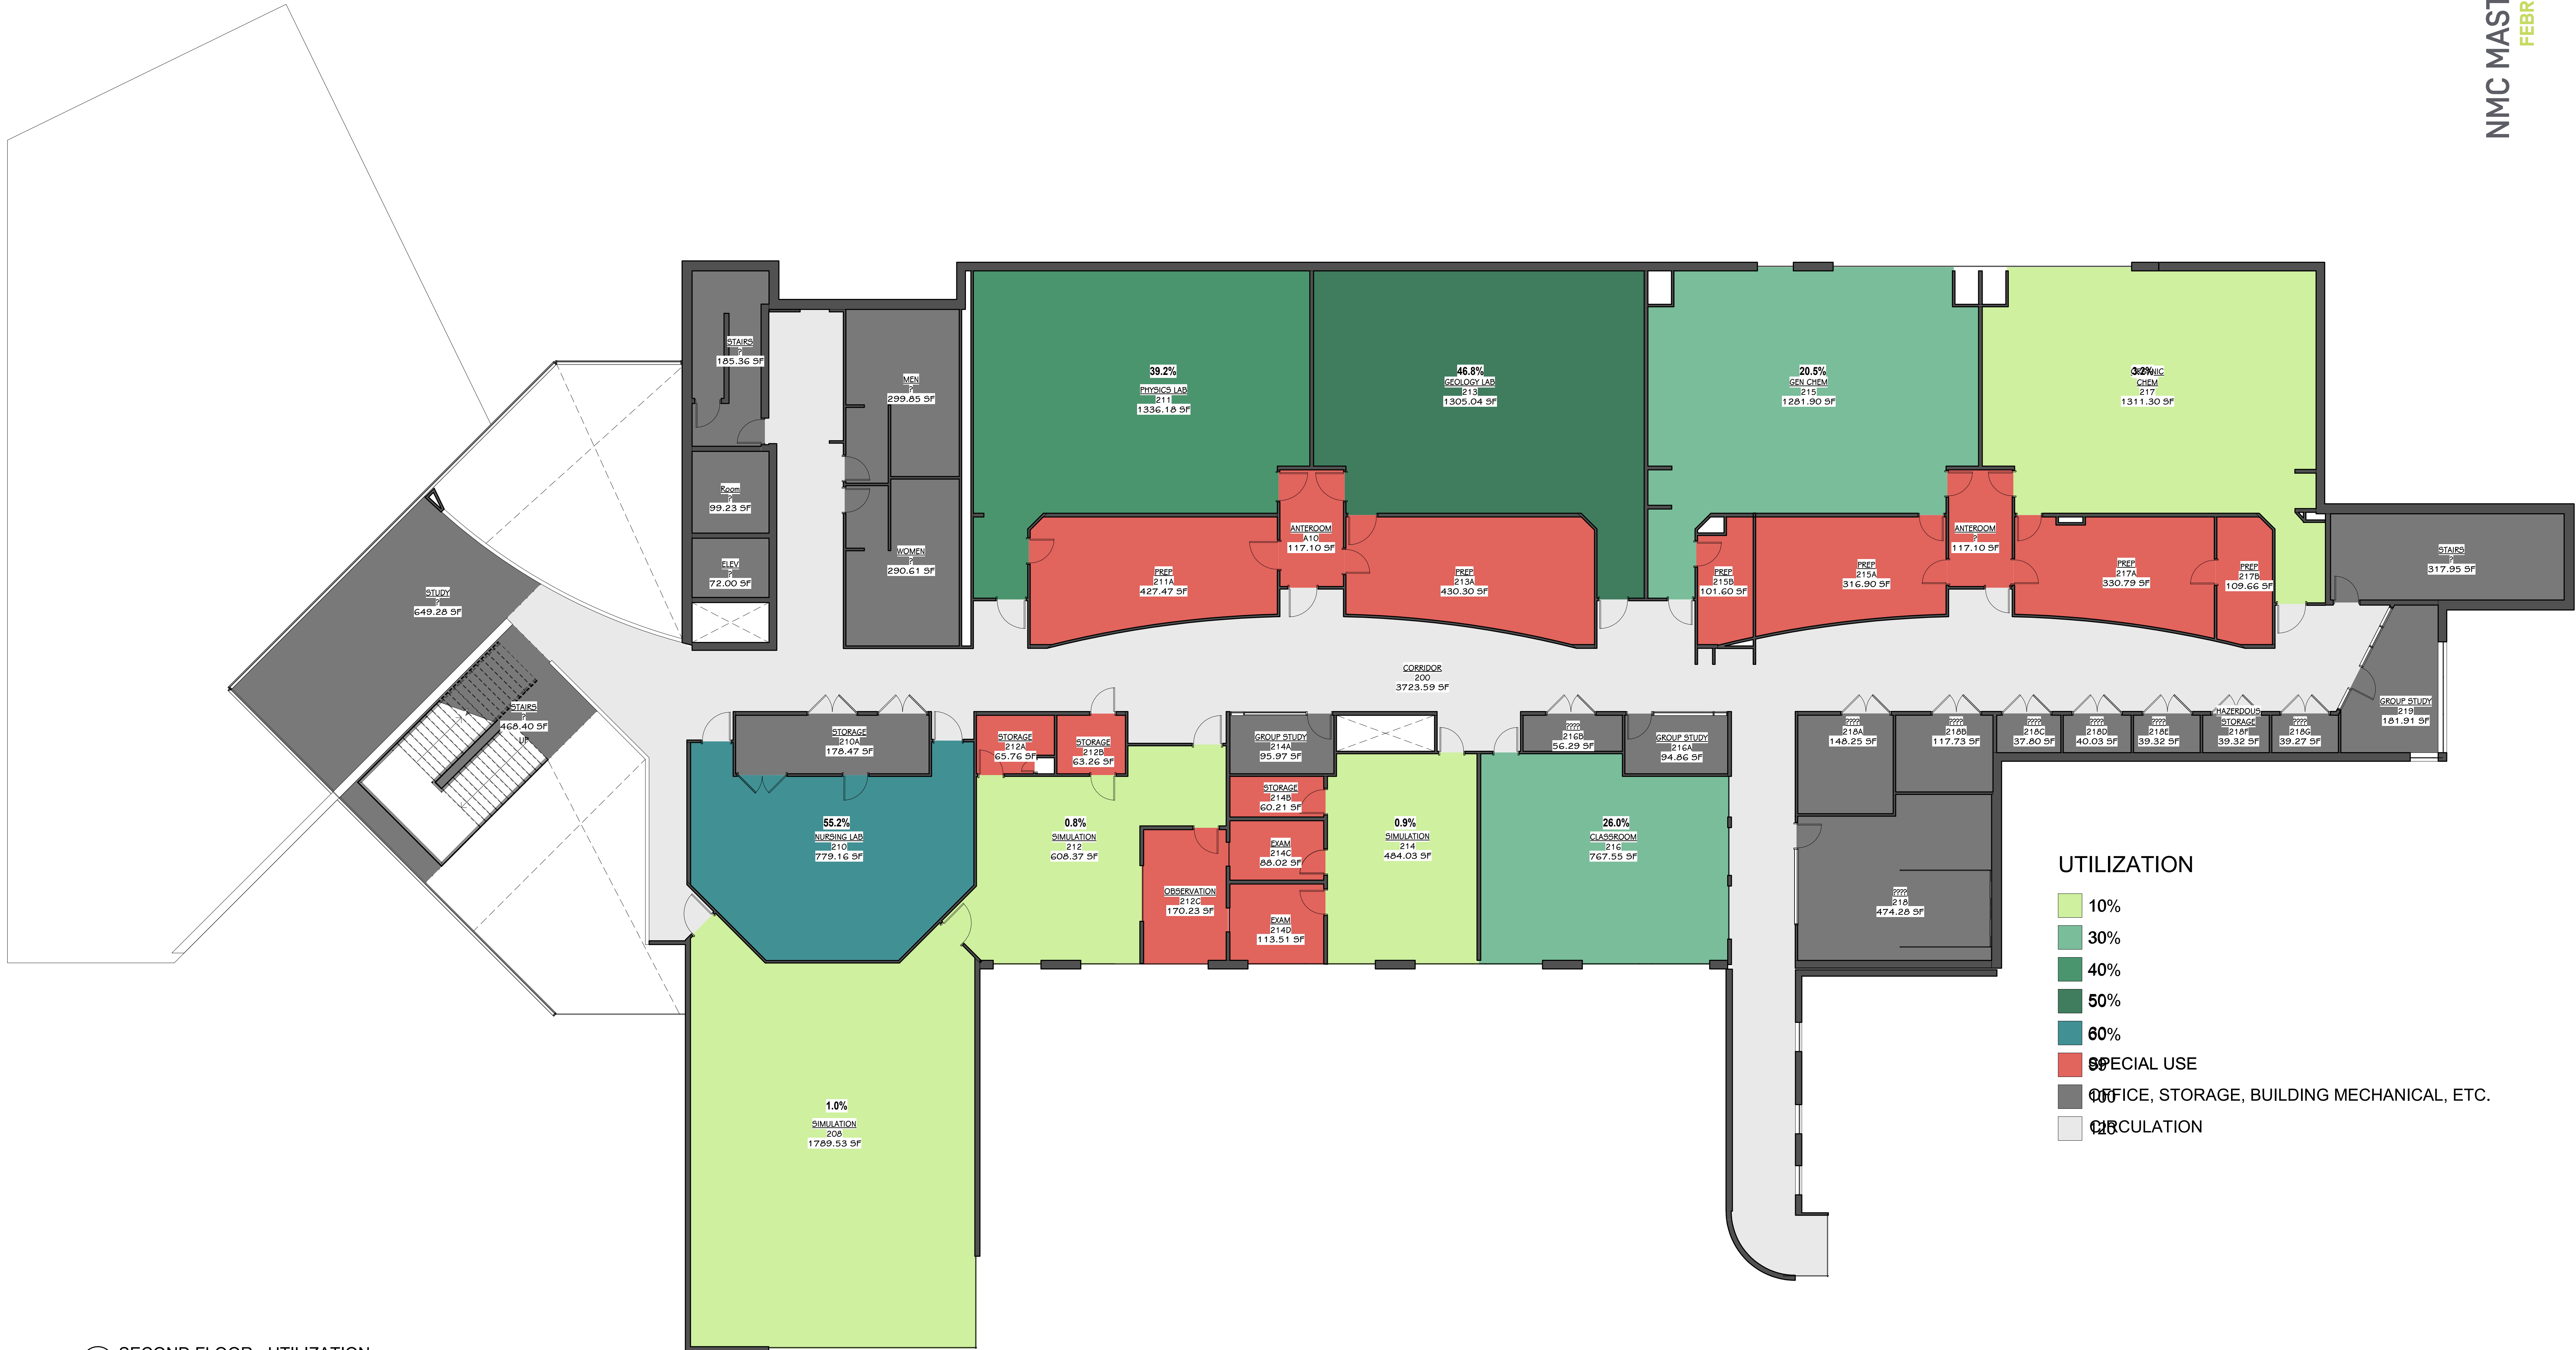 NMC MAST
FEBR
STAIRS
?
185.36 SF
MEN
?
299.85 SF
39.2%
PHYSICS LAB
211
1336.18 SF
46.8%
GEOLOGY LAB
213
1305.04 SF
20.5%
GEN CHEM
215
1281.90 SF
3.2%
CHEM
217
1311.30 SF
Room
?
99.23 SF
ELEV
?
72.00 SF
WOMEN
?
290.61 SF
ANTEROOM
A10
117.10 SF
ANTEROOM
?
117.10 SF
PREP
211A
427.47 SF
PREP
213A
430.30 SF
PREP
215B
101.60 SF
PREP
215A
316.90 SF
PREP
217A
330.79 SF
PREP
217B
109.66 SF
STAIRS
?
317.95 SF
STUDY
?
649.28 SF
CORRIDOR
200
3723.59 SF
STAIRS
?
468.40 SF
UP
STORAGE
210A
178.47 SF
STORAGE
212A
65.76 SF
STORAGE
212B
63.26 SF
GROUP STUDY
214A
95.97 SF
????
216B
56.29 SF
GROUP STUDY
216A
94.86 SF
????
218A
148.25 SF
????
218B
117.73 SF
????
218C
37.80 SF
????
218D
40.03 SF
????
218E
39.32 SF
HAZERDOUS
STORAGE
218F
39.32 SF
????
218G
39.27 SF
GROUP STUDY
219
181.91 SF
STORAGE
214B
60.21 SF
55.2%
NURSING LAB
210
779.16 SF
0.8%
SIMULATION
212
608.37 SF
EXAM
214C
88.02 SF
0.9%
SIMULATION
214
484.03 SF
26.0%
CLASSROOM
216
767.55 SF
OBSERVATION
212C
170.23 SF
EXAM
214D
113.51 SF
????
218
474.28 SF
1.0%
SIMULATION
208
1789.53 SF
UTILIZATION
10%
30%
40%
50%
60%
SPECIAL USE
OFFICE, STORAGE, BUILDING MECHANICAL, ETC.
CIRCULATION
SECOND FLOOR - UTILIZATION